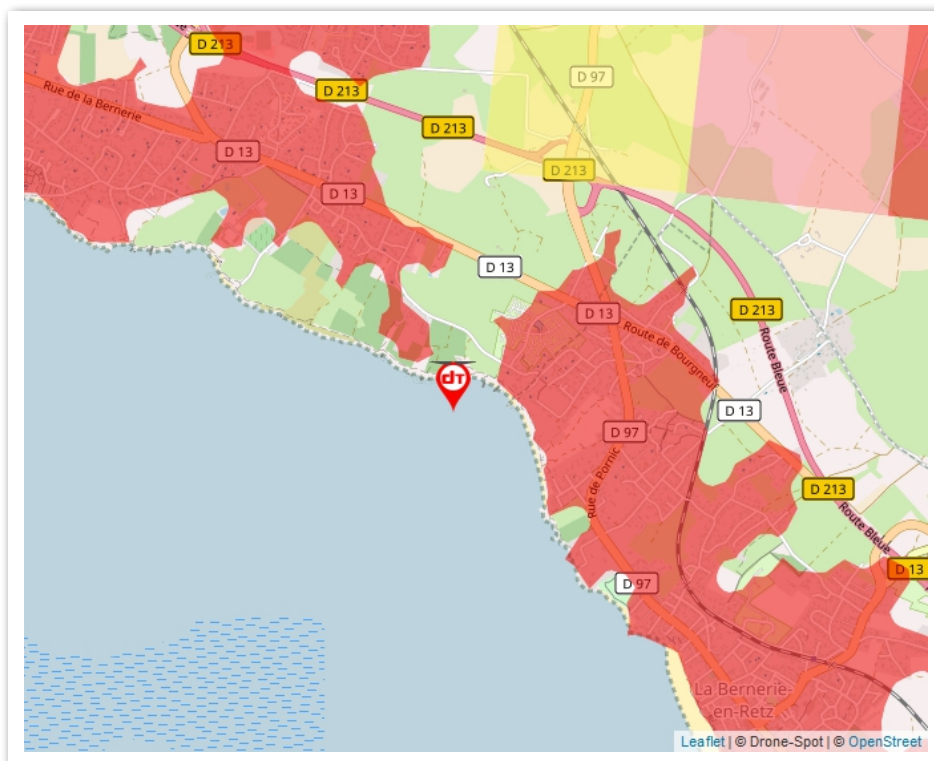 D 213
D 97
D 213
Rue de la Bernerie
D 213
D 13
D 213
D 13
D 13
D 213
D 13
Route de Bourgneuf
Route Bleue
dT
D 13
D 97
Rue de Pornic
D 213
Route Bleue
D 13
D 97
La Bernerie-
en-Retz
Leaflet | © Drone-Spot | © OpenStreet